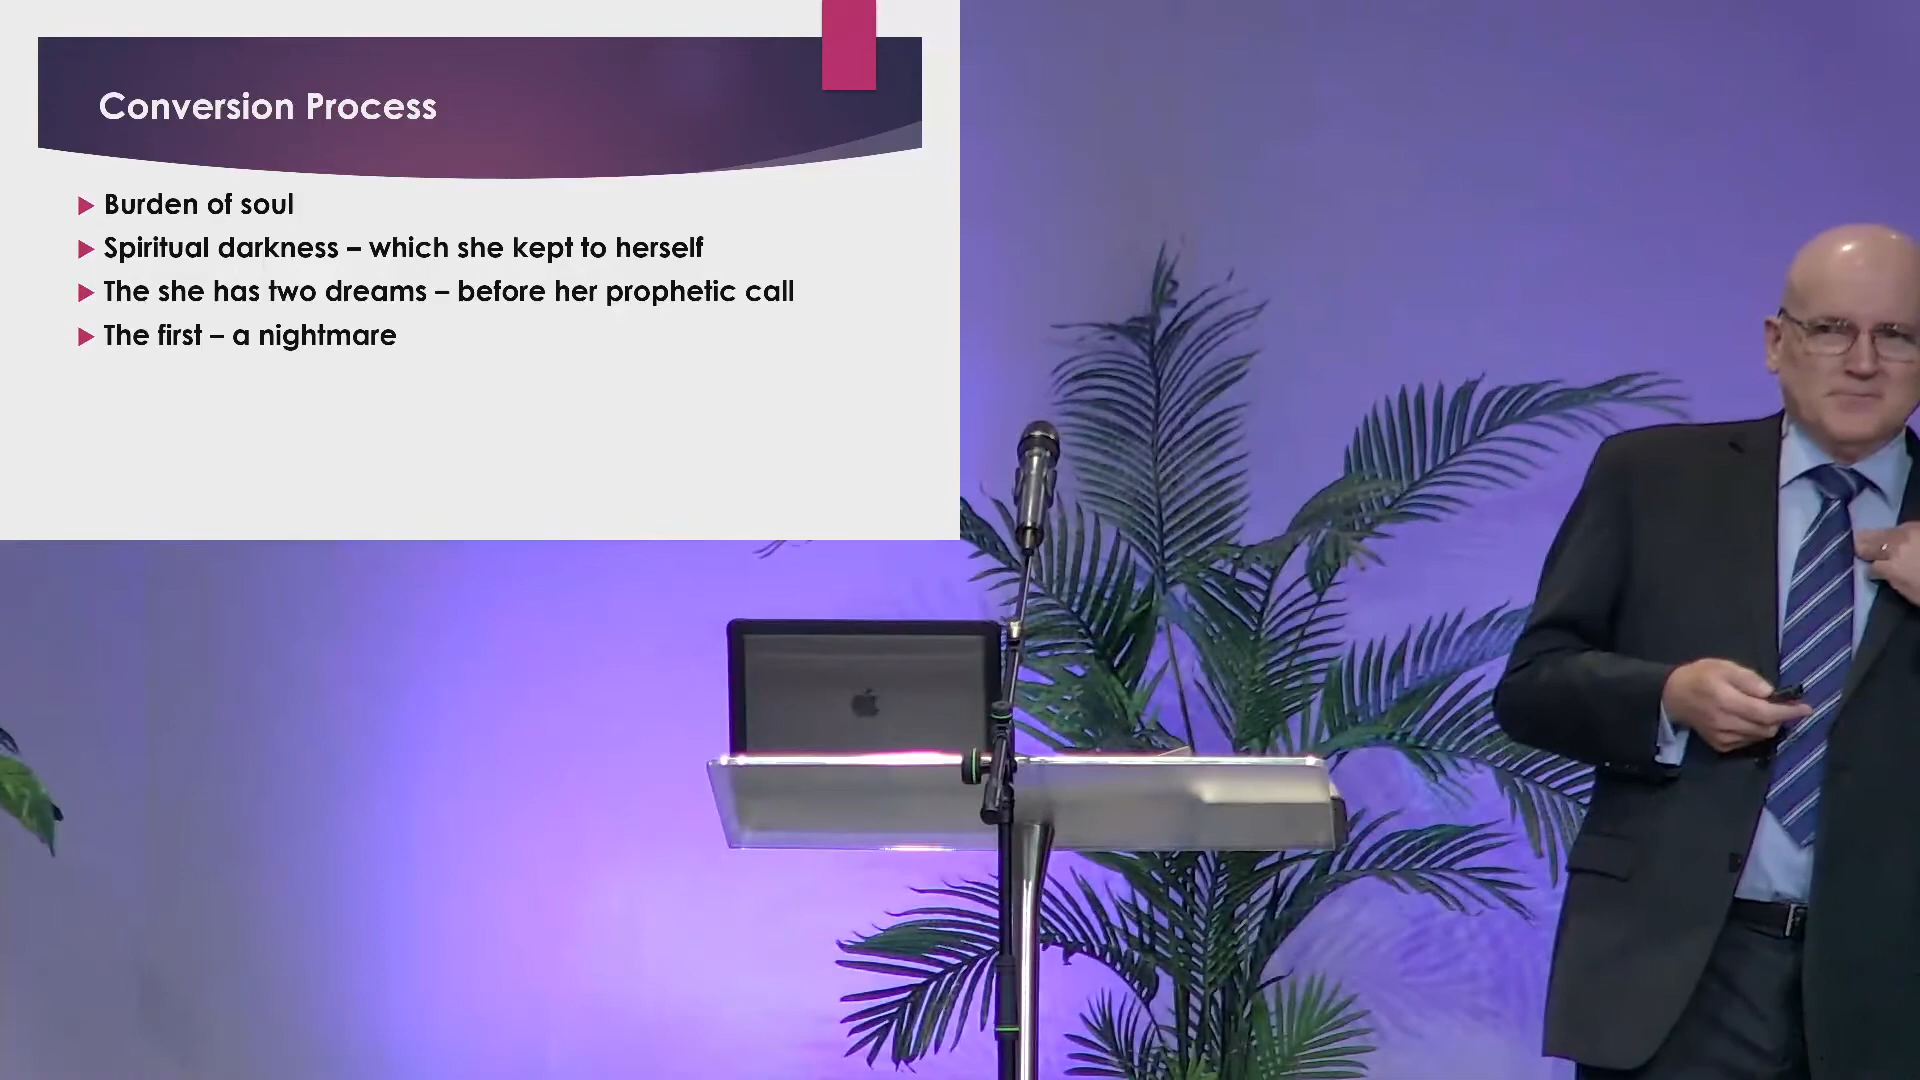 Conversion Process
Burden of soul
Spiritual darkness – which she kept to herself
The she has two dreams – before her prophetic call
The first – a nightmare